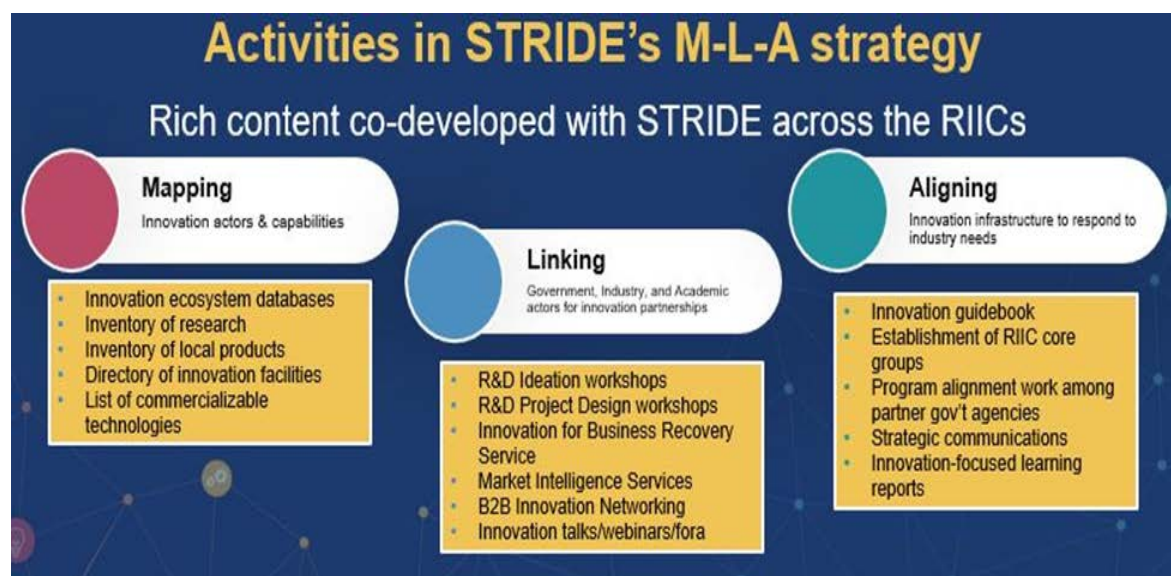 Activities in STRIDE's M-L-A strategy
Rich content co-developed with STRIDE across the RIICs
Mapping
Innovation actors & capabilities
• Innovation ecosystem databases
• Inventory of research
• Inventory of local products
• Directory of innovation facilities
• List of commercializable
technologies
Linking
Government, Industry, and Academic
actors for innovation partnerships
• R&D Ideation workshops
• R&D Project Design workshops
• Innovation for Business Recovery
Service
• Market Intelligence Services
• B2B Innovation Networking
• Innovation talks/webinars/fora
Aligning
Innovation infrastructure to respond to
industry needs
• Innovation guidebook
• Establishment of RIIC core
groups
• Program alignment work among
partner gov't agencies
• Strategic communications
• Innovation-focused learning
reports